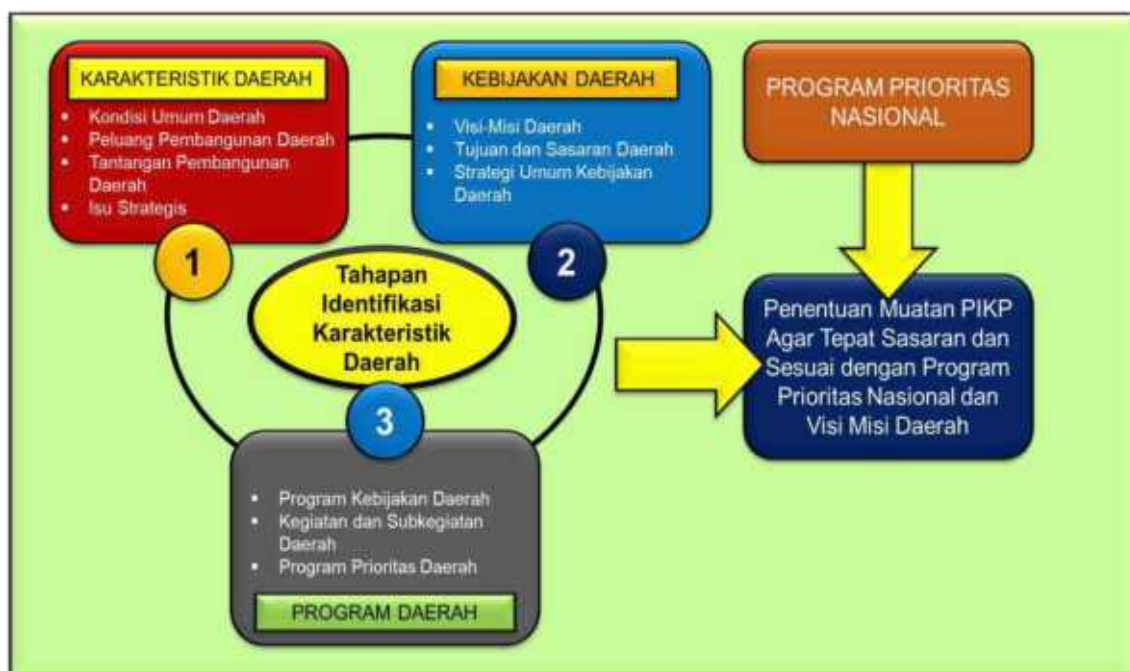 KARAKTERISTIK DAERAH
Kondisi Umum Daerah
Peluang Pembangunan Daerah
Tantangan Pembangunan
Daerah
Isu Strategis
1
KEBIJAKAN DAERAH
Visi-Misi Daerah
Tujuan dan Sasaran Daerah
Strategi Umum Kebijakan
Daerah
2
Tahapan
Identifikasi
Karakteristik
Daerah
3
Program Kebijakan Daerah
Kegiatan dan Subkegiatan
Daerah
Program Prioritas Daerah
PROGRAM DAERAH
PROGRAM PRIORITAS
NASIONAL
Penentuan Muatan PIKP
Agar Tepat Sasaran dan
Sesuai dengan Program
Prioritas Nasional dan
Visi Misi Daerah